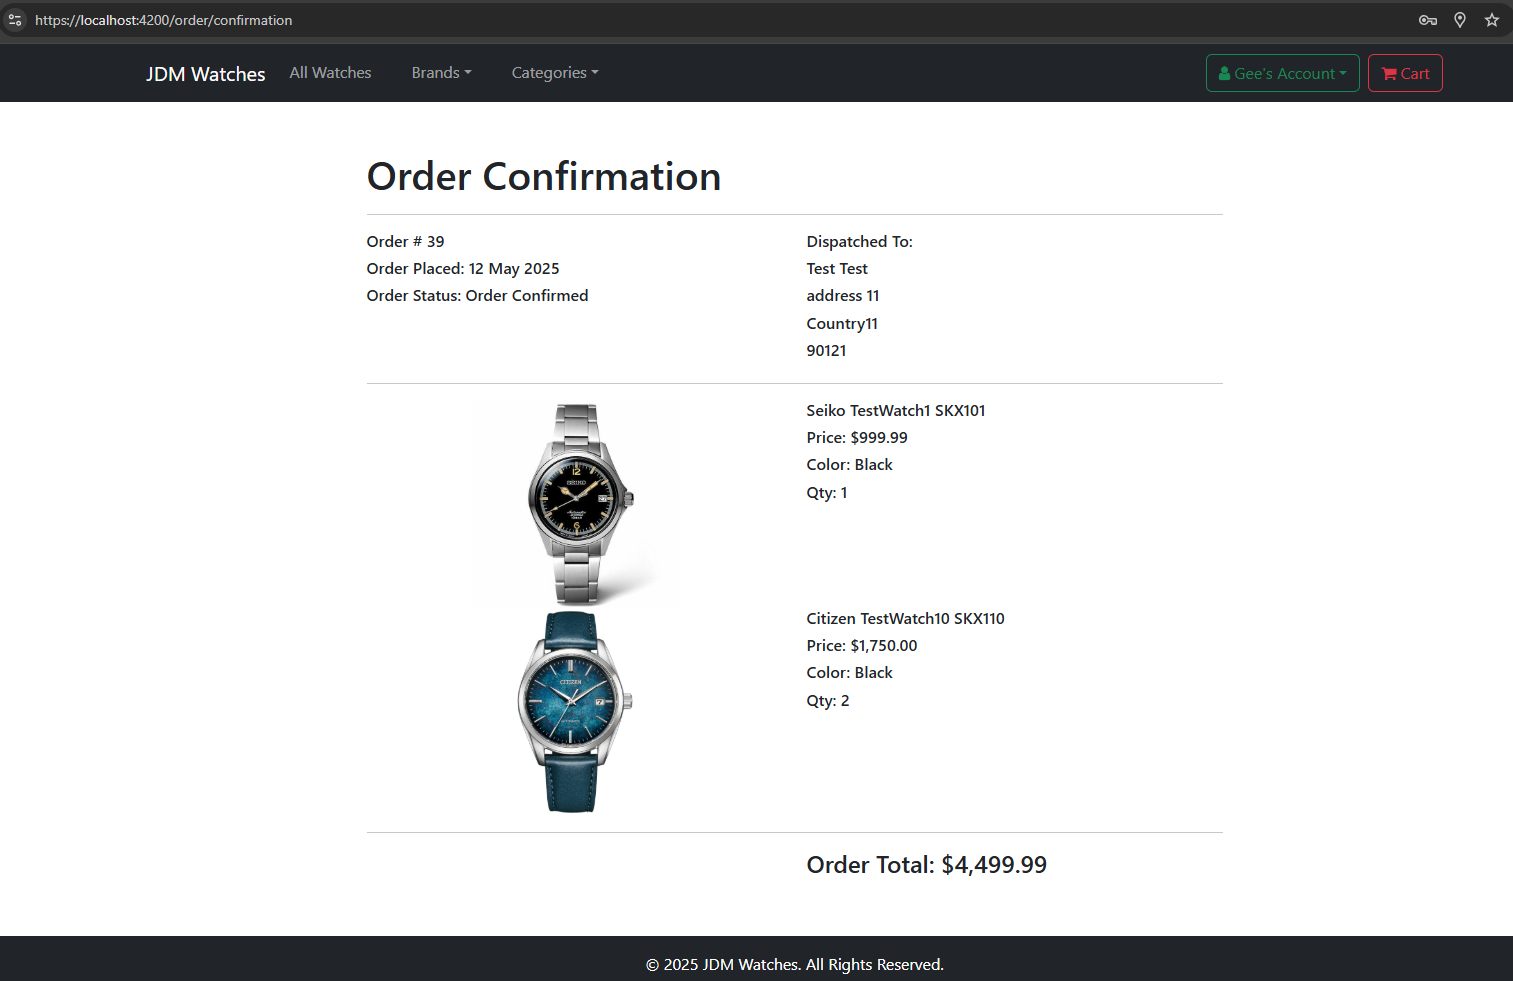 https://localhost:4200/order/confirmation
JDM Watches All Watches Brands Categories Gee's Account Cart
Order Confirmation
Order # 39
Order Placed: 12 May 2025
Order Status: Order Confirmed
Dispatched To:
Test Test
address 11
Country11
90121
SEIKO
Seiko TestWatch1 SKX101
Price: $999.99
Color: Black
Qty: 1
CITIZEN
Citizen TestWatch10 SKX110
Price: $1,750.00
Color: Black
Qty: 2
Order Total: $4,499.99
© 2025 JDM Watches. All Rights Reserved.